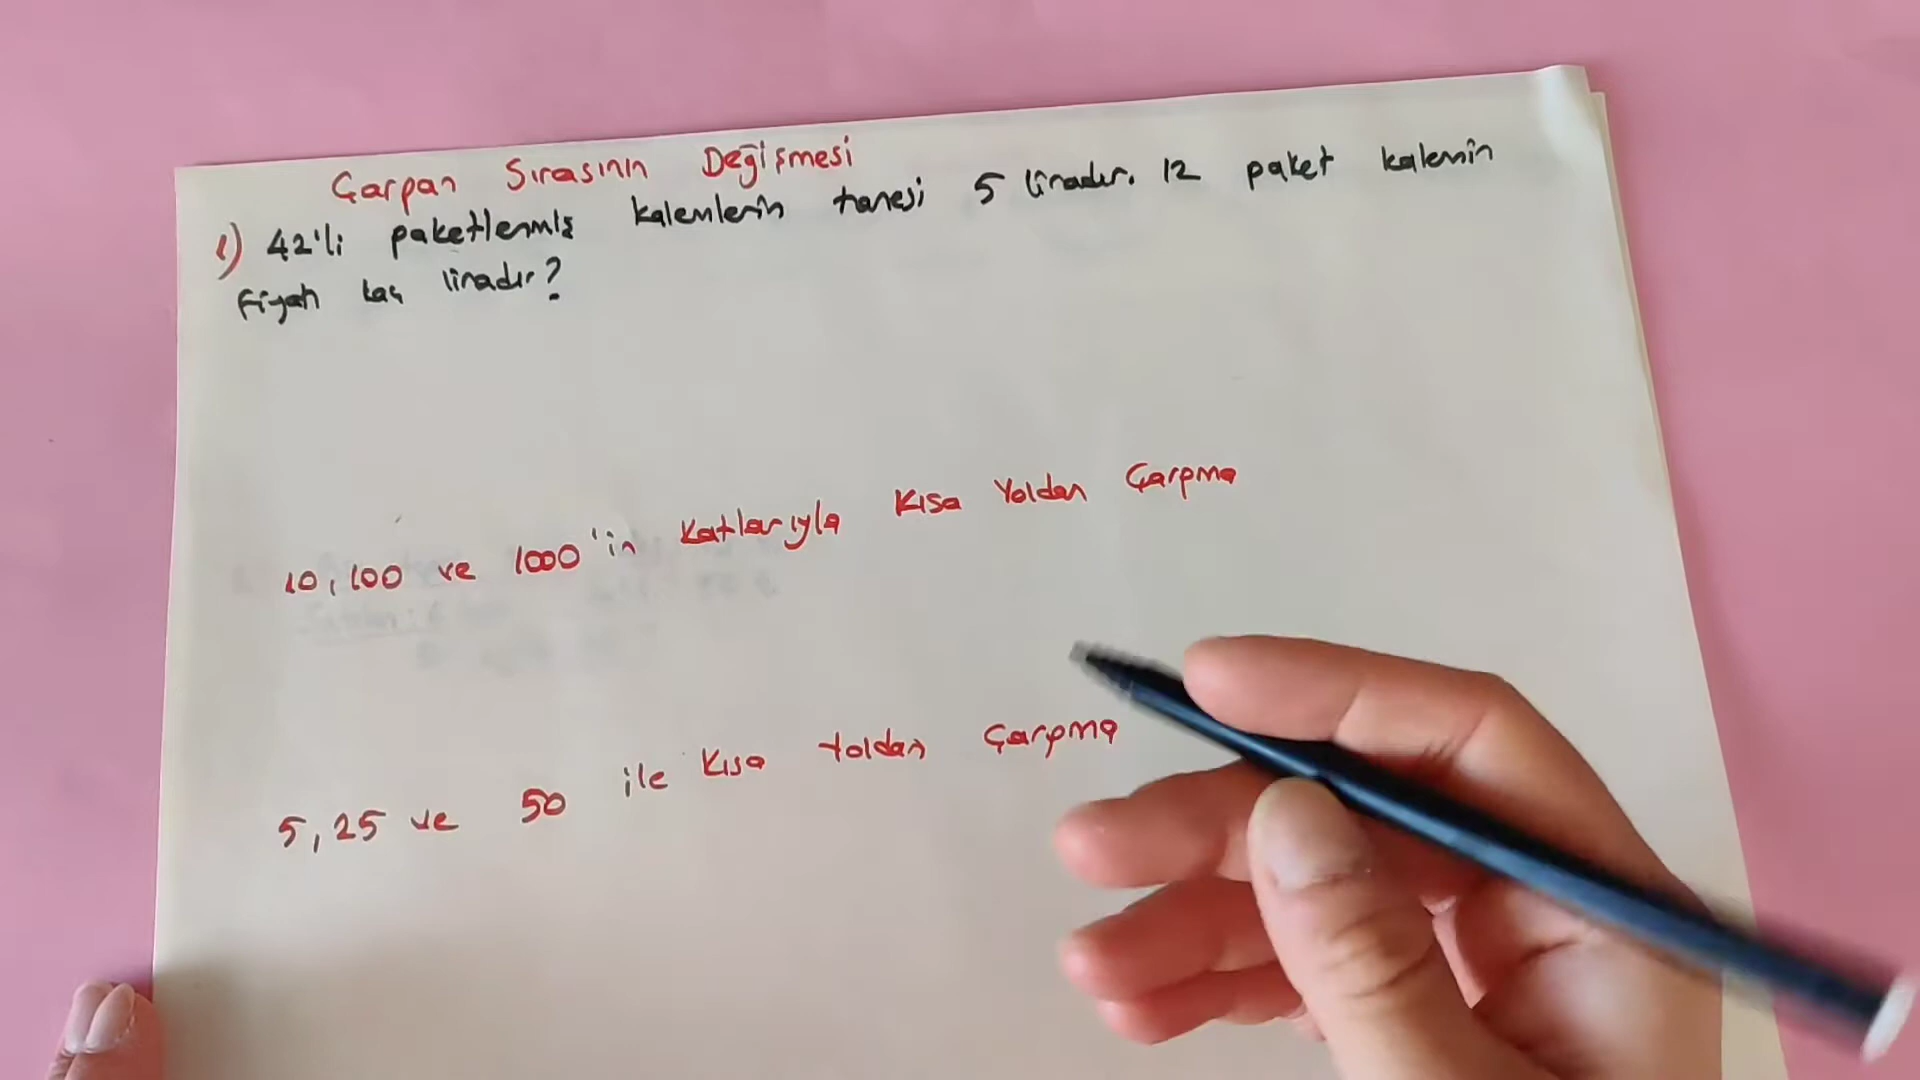 Çarpan Sırasının Değişmesi
1) 42'li paketlenmiş kalemlerin tanesi 5 liradır. 12 paket kalemin
fiyatı kaç liradır?
10, 100 ve 1000'in Katlarıyla Kısa Yoldan Çarpma
5, 25 ve 50 ile Kısa Yoldan Çarpma